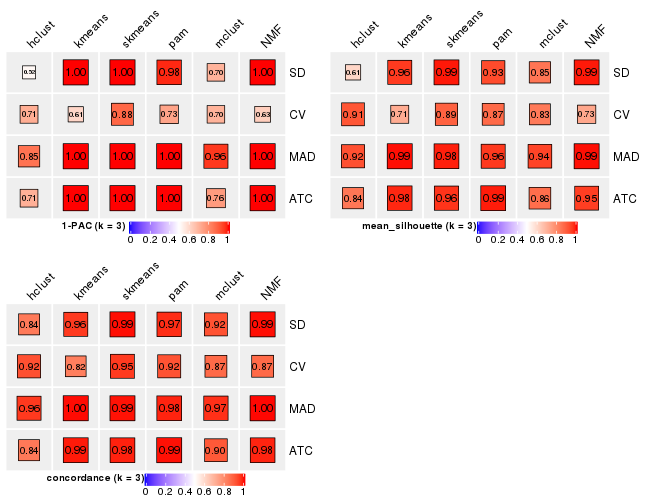 hclust kmeans skmeans pam mclust NMF
0.52 1.00 1.00 0.98 0.70 1.00 SD
0.71 0.61 0.88 0.73 0.70 0.63 CV
0.85 1.00 1.00 1.00 0.96 1.00 MAD
0.71 1.00 1.00 1.00 0.76 1.00 ATC
1-PAC (k = 3) 0 0.2 0.4 0.6 0.8 1
hclust kmeans skmeans pam mclust NMF
0.61 0.96 0.99 0.93 0.85 0.99 SD
0.91 0.71 0.89 0.87 0.83 0.73 CV
0.92 0.99 0.98 0.96 0.94 0.99 MAD
0.84 0.98 0.96 0.99 0.86 0.95 ATC
mean_silhouette (k = 3) 0 0.2 0.4 0.6 0.8 1
hclust kmeans skmeans pam mclust NMF
0.84 0.96 0.99 0.97 0.92 0.99 SD
0.92 0.82 0.95 0.92 0.87 0.87 CV
0.96 1.00 0.99 0.98 0.97 1.00 MAD
0.84 0.99 0.98 0.99 0.90 0.98 ATC
concordance (k = 3) 0 0.2 0.4 0.6 0.8 1